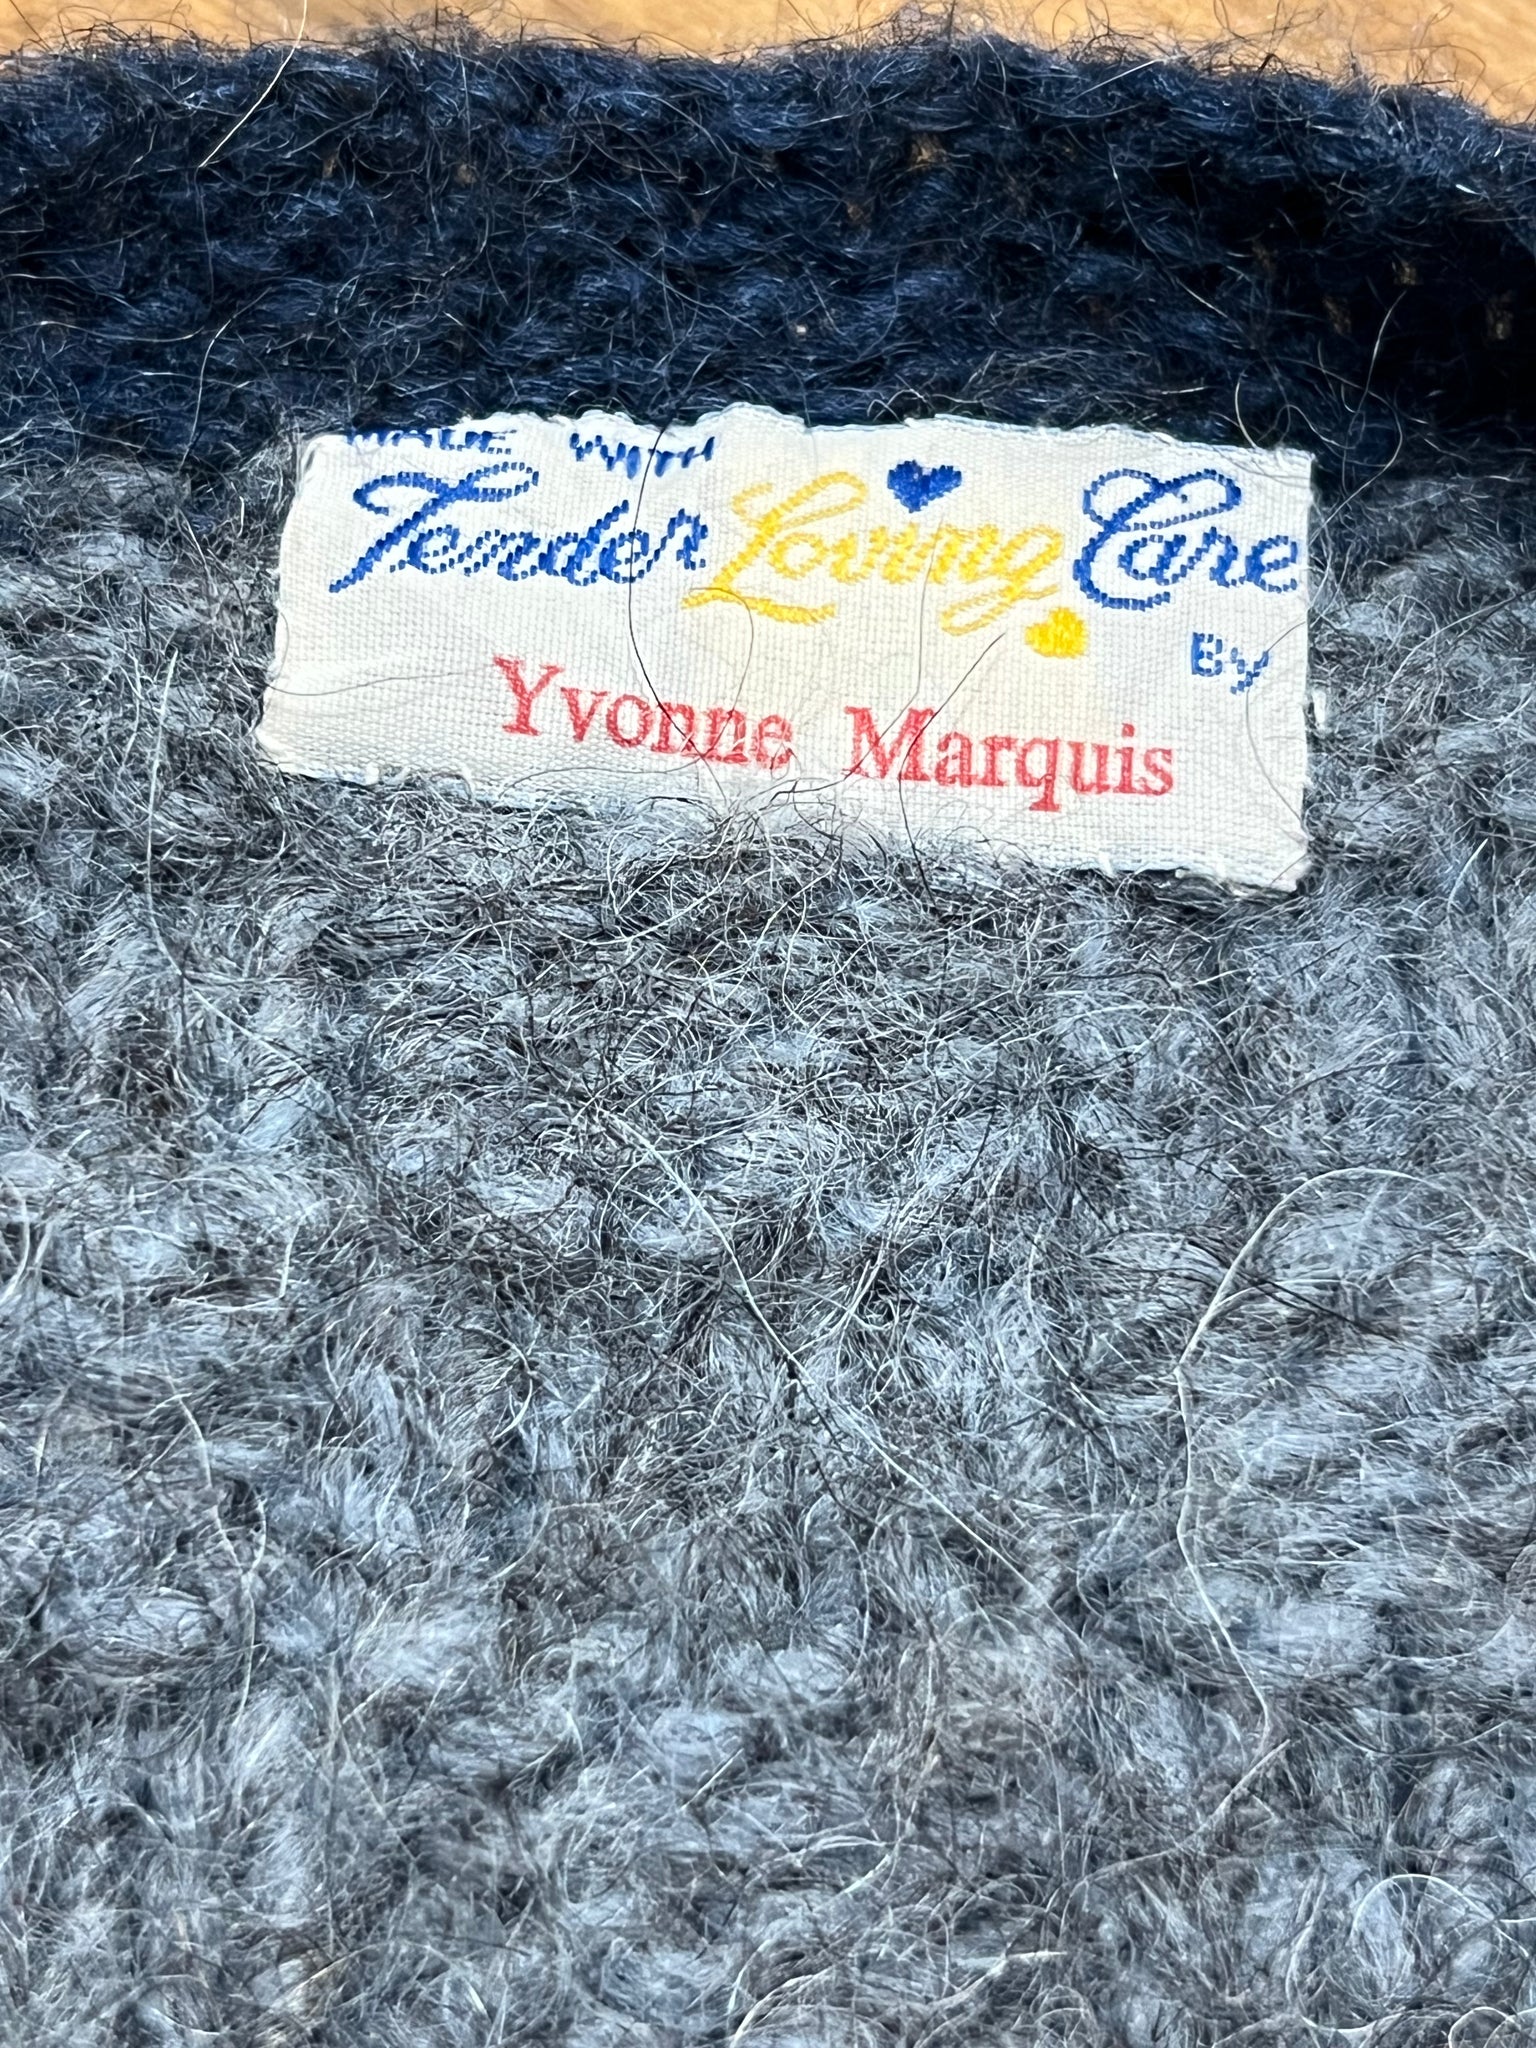 MADE WITH
Tender Loving Care
By
Yvonne Marquis